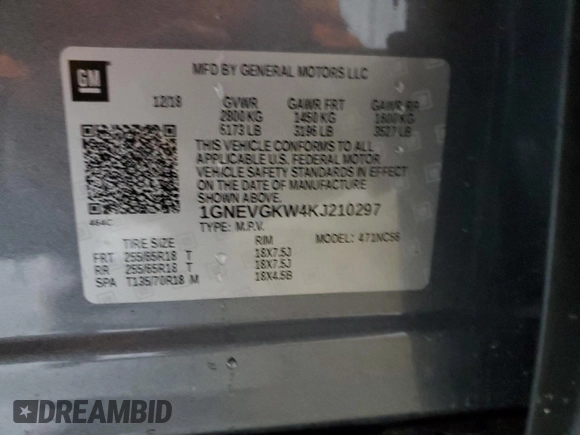 GM
MFD BY GENERAL MOTORS LLC
12/18 GVWR GAWR FRT GAWR RR
2800 KG 1450 KG 1600 KG
6173 LB 3196 LB 3527 LB
THIS VEHICLE CONFORMS TO ALL
APPLICABLE U.S. FEDERAL MOTOR
VEHICLE SAFETY STANDARDS IN EFFECT
ON THE DATE OF MANUFACTURE
SHOWN ABOVE.
1GNEVGKW4KJ210297
464C
TYPE: M.P.V.
TIRE SIZE RIM MODEL: 471NC56
FRT 255/65R18 T 18X7.5J
RR 255/65R18 T 18X7.5J
SPA T135/70R18 M 18X4.5B
DREAMBID